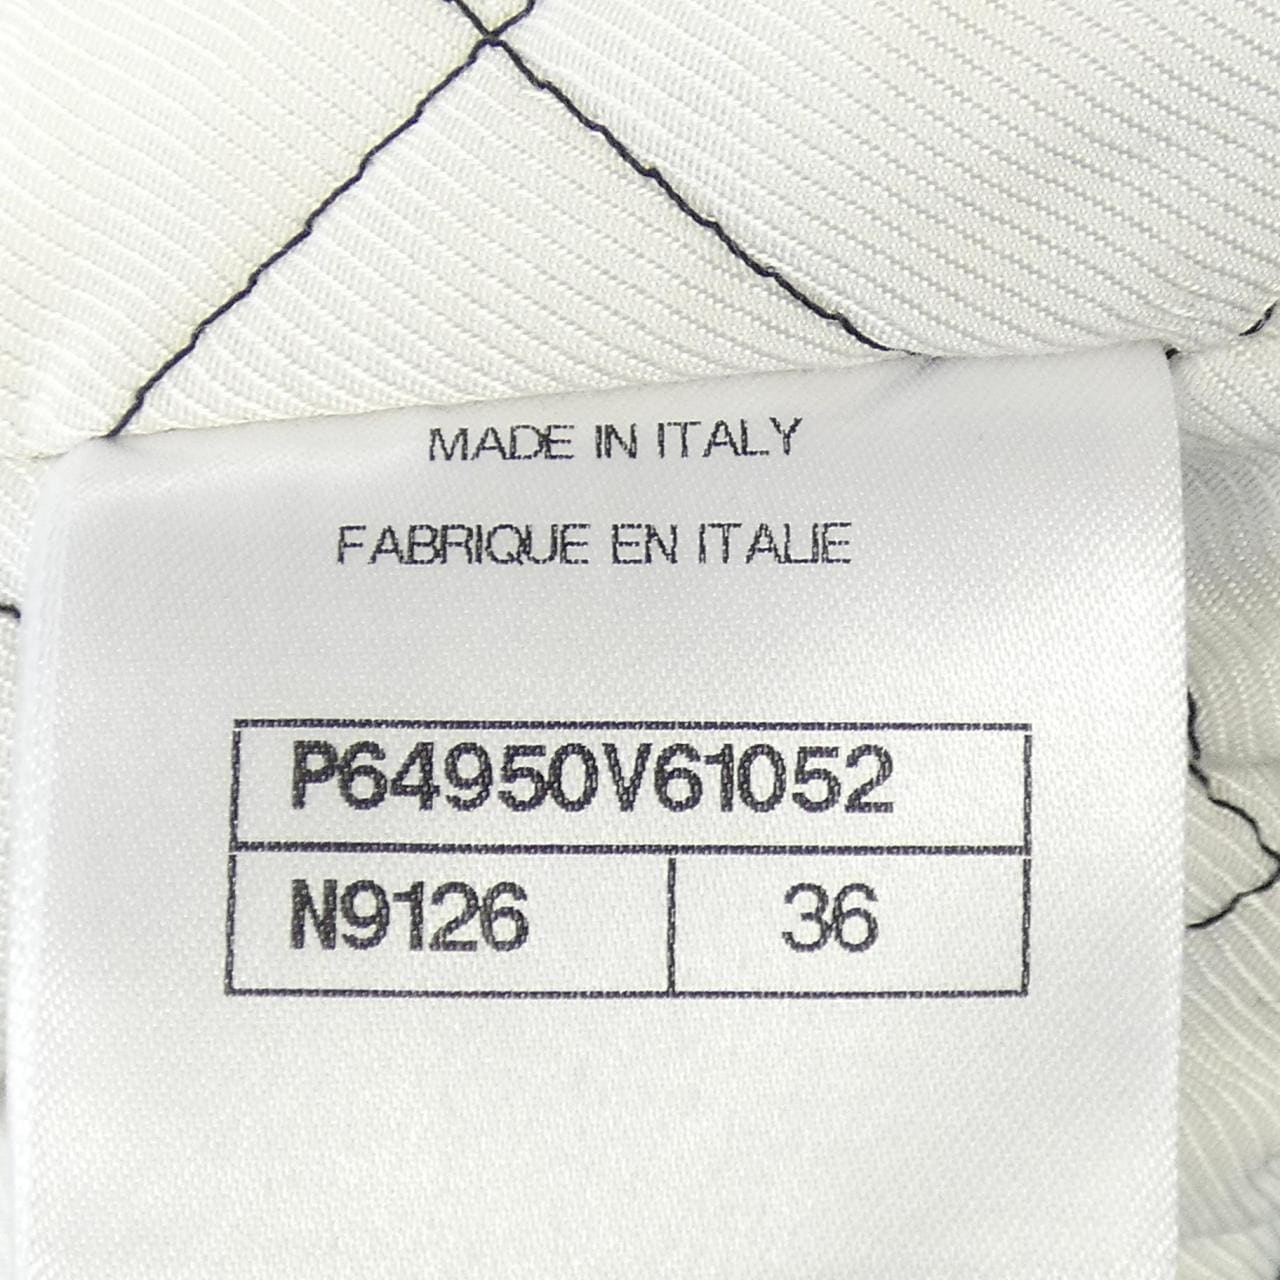 MADE IN ITALY
FABRIQUE EN ITALIE
P64950V61052
N9126 36